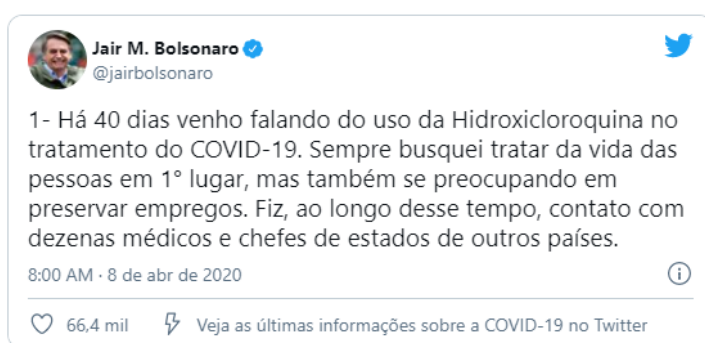 Jair M. Bolsonaro
@jairbolsonaro
1- Há 40 dias venho falando do uso da Hidroxicloroquina no
tratamento do COVID-19. Sempre busquei tratar da vida das
pessoas em 1° lugar, mas também se preocupando em
preservar empregos. Fiz, ao longo desse tempo, contato com
dezenas médicos e chefes de estados de outros países.
8:00 AM · 8 de abr de 2020
66,4 mil Veja as últimas informações sobre a COVID-19 no Twitter